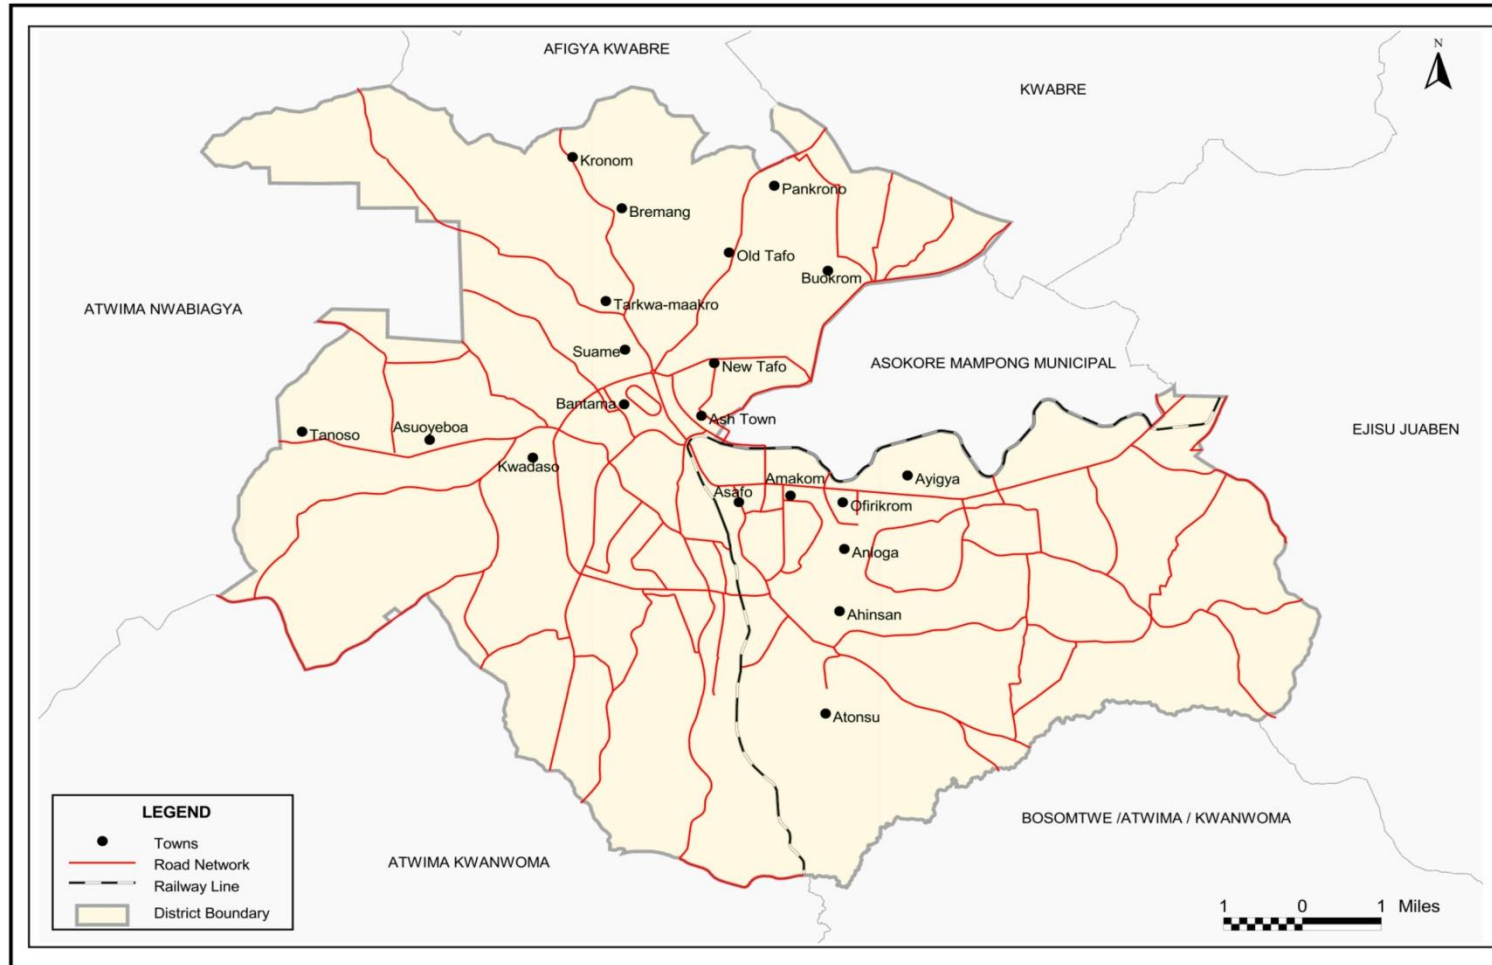 AFIGYA KWABRE
N
KWABRE
Kronom
Pankrono
Bremang
Old Tafo
Buokrom
ATWIMA NWABIAGYA
Tarkwa-maakro
Suame
New Tafo
ASOKORE MAMPONG MUNICIPAL
Bantama
Ash Town
Asuoyeboa
Tanoso
EJISU JUABEN
Kwadaso
Amakom
Ayigya
Asafo
Ofirikrom
Anloga
Ahinsan
Atonsu
BOSOMTWE /ATWIMA / KWANWOMA
ATWIMA KWANWOMA
LEGEND
Towns
Road Network
Railway Line
District Boundary
1 0 1 Miles